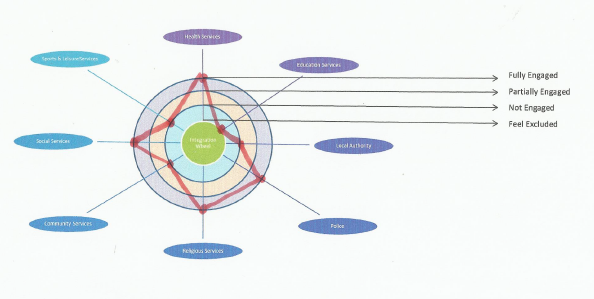 Health Services
Sports & Leisure Services
Education Services
Fully Engaged
Partially Engaged
Not Engaged
Feel Excluded
Integration
Wheel
Social Services
Local Authority
Community Services
Police
Religious Services